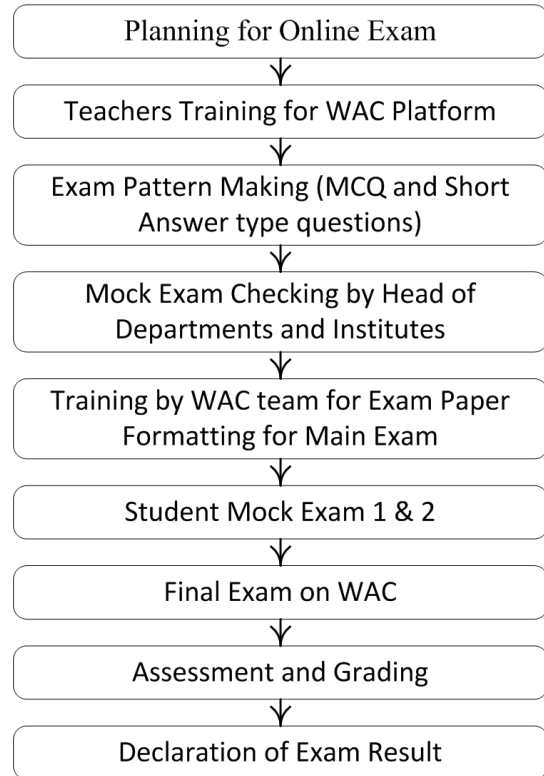 Planning for Online Exam
Teachers Training for WAC Platform
Exam Pattern Making (MCQ and Short
Answer type questions)
Mock Exam Checking by Head of
Departments and Institutes
Training by WAC team for Exam Paper
Formatting for Main Exam
Student Mock Exam 1 & 2
Final Exam on WAC
Assessment and Grading
Declaration of Exam Result